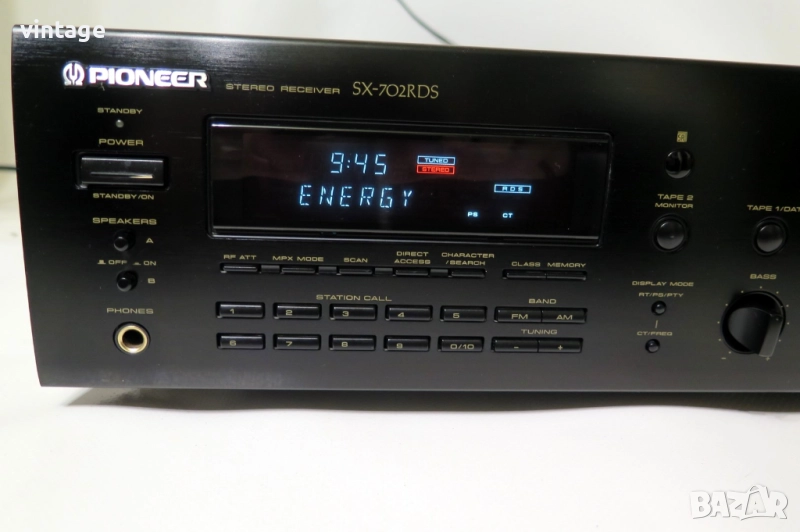 vintage
PIONEER STEREO RECEIVER SX-702RDS
STANDBY
POWER
STANDBY/ON
SPEAKERS
A
OFF ON
B
PHONES
9:45 TUNED
STEREO
ENERGY RDS
PS CT
RF ATT MPX MODE SCAN DIRECT ACCESS CHARACTER /SEARCH CLASS MEMORY
STATION CALL
BAND
1 2 3 4 5 FM AM
TUNING
6 7 8 9 0/10 - +
TAPE 2
MONITOR
TAPE 1/DAT
DISPLAY MODE
RT/PS/PTY
CT/FREQ
BASS
BAZAR